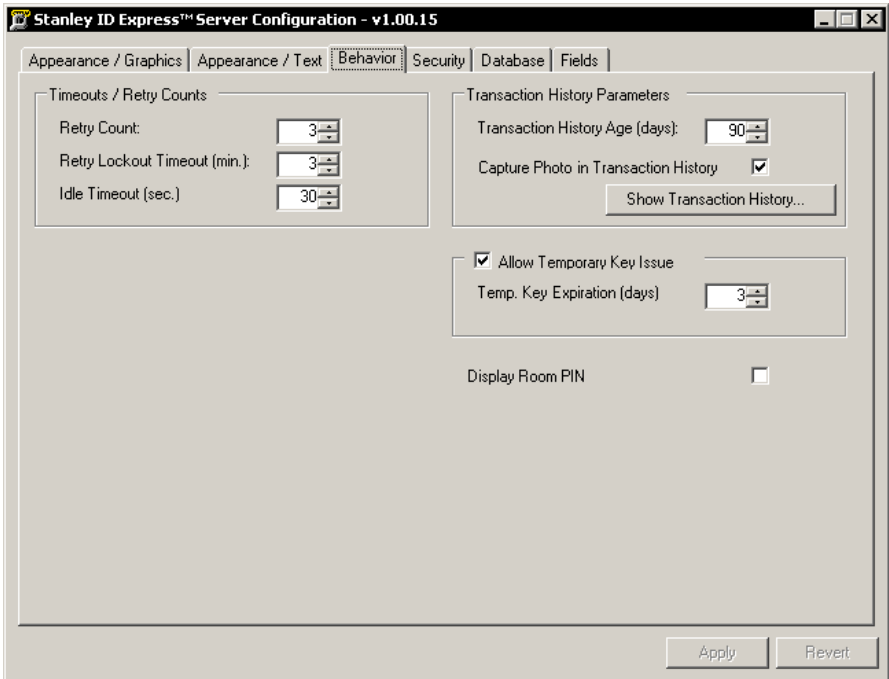 Stanley ID Express™ Server Configuration - v1.00.15
Appearance / Graphics Appearance / Text Behavior Security Database Fields
Timeouts / Retry Counts
Retry Count: 3
Retry Lockout Timeout (min.): 3
Idle Timeout (sec.) 30
Transaction History Parameters
Transaction History Age (days): 90
Capture Photo in Transaction History
Show Transaction History...
Allow Temporary Key Issue
Temp. Key Expiration (days) 3
Display Room PIN
Apply Revert